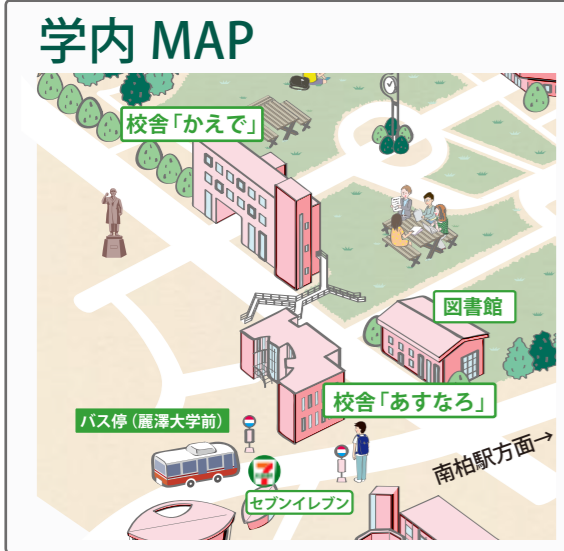 学内 MAP
校舎「かえで」
図書館
校舎「あすなろ」
バス停（麗澤大学前）
南柏駅方面→
セブンイレブン